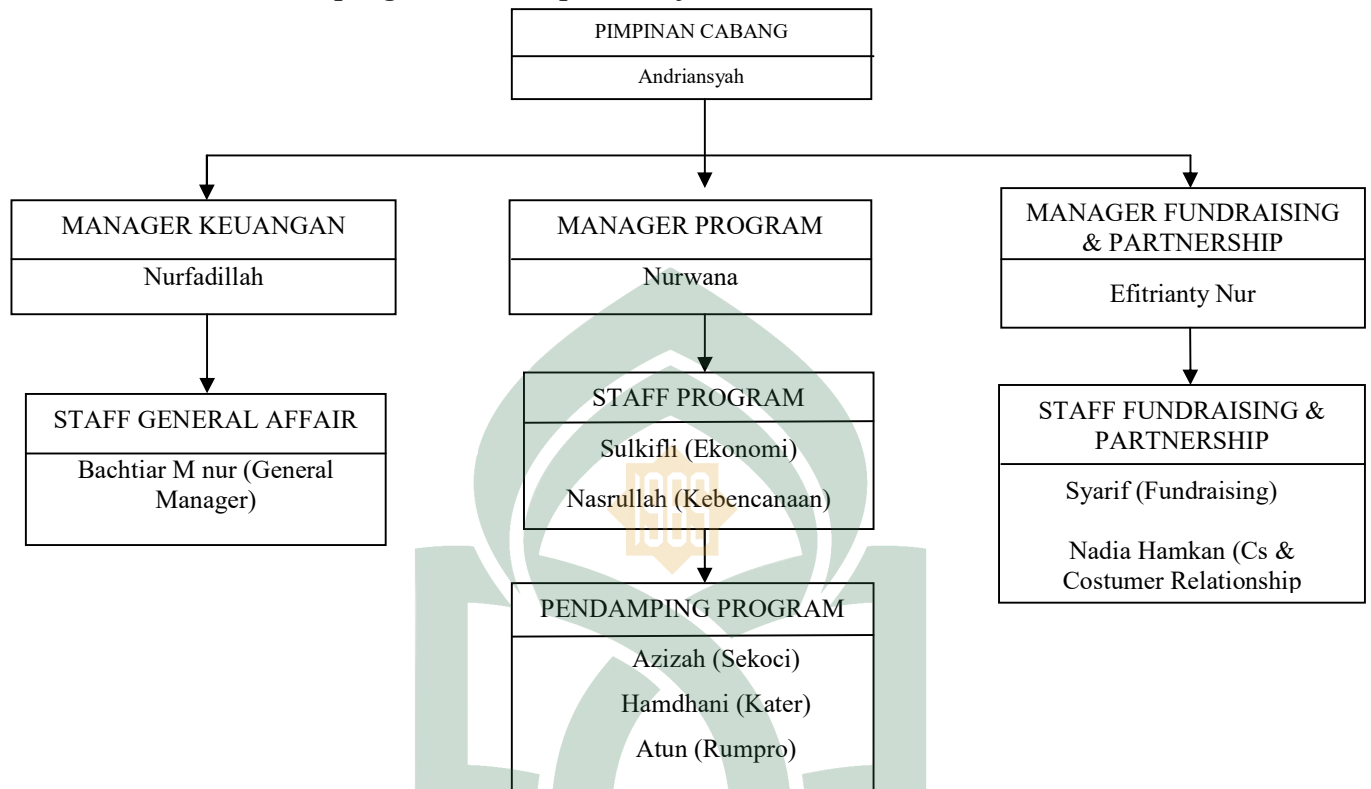 PIMPINAN CABANG
Andriansyah
MANAGER KEUANGAN
Nurfadillah
MANAGER PROGRAM
Nurwana
MANAGER FUNDRAISING
& PARTNERSHIP
Efitrianty Nur
STAFF GENERAL AFFAIR
Bachtiar M nur (General
Manager)
STAFF PROGRAM
Sulkifli (Ekonomi)
Nasrullah (Kebencanaan)
STAFF FUNDRAISING &
PARTNERSHIP
Syarif (Fundraising)
Nadia Hamkan (Cs &
Costumer Relationship
PENDAMPING PROGRAM
Azizah (Sekoci)
Hamdhani (Kater)
Atun (Rumpro)
1989